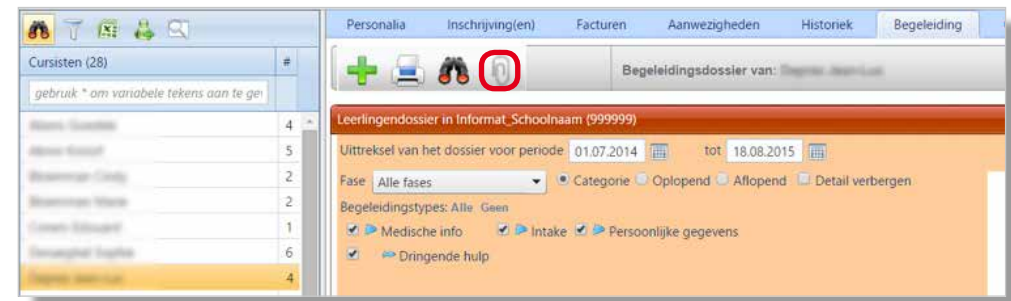 Personalia Inschrijving(en) Facturen Aanwezigheden Historiek Begeleiding
Cursisten (28) #
gebruik * om variabele tekens aan te gev
Begeleidingsdossier van:
4
5
2
2
1
6
4
Leerlingendossier in Informat_Schoolnaam (999999)
Uittreksel van het dossier voor periode 01.07.2014 tot 18.08.2015
Fase Alle fases Categorie Oplopend Aflopend Detail verbergen
Begeleidingstypes: Alle Geen
Medische info Intake Persoonlijke gegevens
Dringende hulp